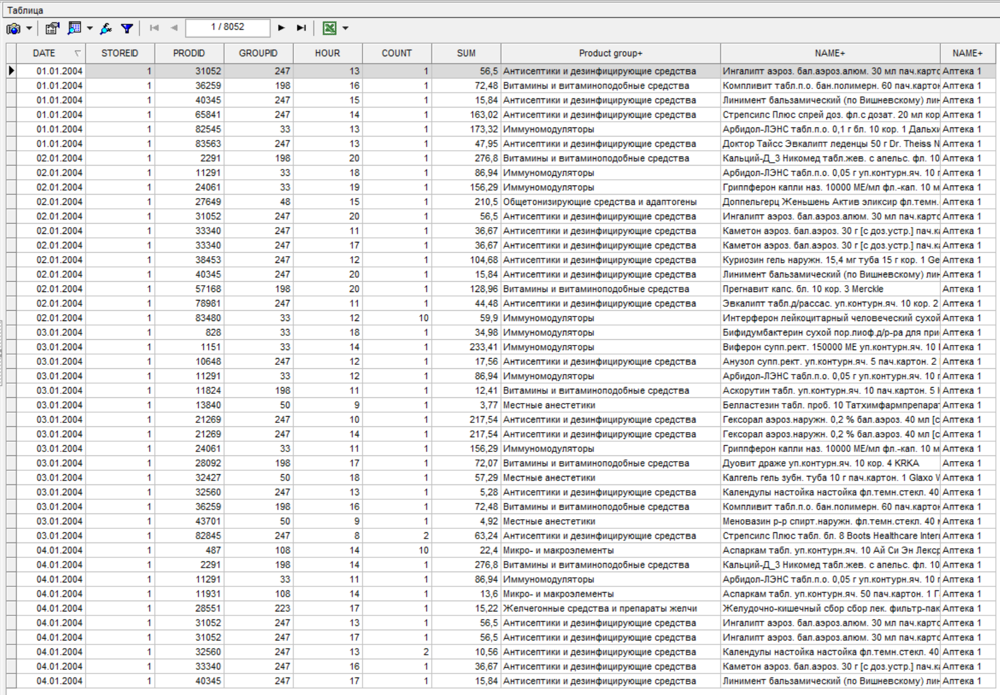 Таблица
1 / 8052
DATE STOREID PRODID GROUPID HOUR COUNT SUM Product group+ NAME+ NAME+
01.01.2004 1 31052 247 13 1 56,5 Антисептики и дезинфицирующие средства Ингалипт аэроз. бал.аэроз.алюм. 30 мл пач.карто Аптека 1
01.01.2004 1 36259 198 16 1 72,48 Витамины и витаминоподобные средства Компливит табл.п.о. бан.полимерн. 60 пач.картон Аптека 1
01.01.2004 1 40345 247 15 1 15,84 Антисептики и дезинфицирующие средства Линимент бальзамический (по Вишневскому) лин Аптека 1
01.01.2004 1 65841 247 14 1 163,02 Антисептики и дезинфицирующие средства Стрепсилс Плюс спрей доз. фл.с дозат. 20 мл кор Аптека 1
01.01.2004 1 82545 33 13 1 173,32 Иммуномодуляторы Арбидол-ЛЭНС табл.п.о. 0,1 г бл. 10 кор. 1 Дальхи Аптека 1
01.01.2004 1 83563 247 13 1 47,95 Антисептики и дезинфицирующие средства Доктор Тайсс Эвкалипт леденцы 50 г Dr. Theiss N Аптека 1
02.01.2004 1 2291 198 20 1 276,8 Витамины и витаминоподобные средства Кальций-Д_3 Никомед табл.жев. с апельс. фл. 10 Аптека 1
02.01.2004 1 11291 33 18 1 86,94 Иммуномодуляторы Арбидол-ЛЭНС табл.п.о. 0,05 г уп.контурн.яч. 10 г Аптека 1
02.01.2004 1 24061 33 19 1 156,29 Иммуномодуляторы Гриппферон капли наз. 10000 МЕ/мл фл.-кап. 10 м Аптека 1
02.01.2004 1 27649 48 15 1 210,5 Общетонизирующие средства и адаптогены Доппельгерц Женьшень Актив эликсир фл.темн. Аптека 1
02.01.2004 1 31052 247 20 1 56,5 Антисептики и дезинфицирующие средства Ингалипт аэроз. бал.аэроз.алюм. 30 мл пач.карто Аптека 1
02.01.2004 1 33340 247 11 1 36,67 Антисептики и дезинфицирующие средства Каметон аэроз. бал.аэроз. 30 г [с доз.устр.] пач.ка Аптека 1
02.01.2004 1 33340 247 17 1 36,67 Антисептики и дезинфицирующие средства Каметон аэроз. бал.аэроз. 30 г [с доз.устр.] пач.ка Аптека 1
02.01.2004 1 38453 247 12 1 104,68 Антисептики и дезинфицирующие средства Куриозин гель наружн. 15,4 мг туба 15 г кор. 1 Ge Аптека 1
02.01.2004 1 40345 247 20 1 15,84 Антисептики и дезинфицирующие средства Линимент бальзамический (по Вишневскому) лин Аптека 1
02.01.2004 1 57168 198 20 1 128,96 Витамины и витаминоподобные средства Прегнавит капс. бл. 10 кор. 3 Merckle Аптека 1
02.01.2004 1 78981 247 11 1 44,48 Антисептики и дезинфицирующие средства Эвкалипт табл.д/рассас. уп.контурн.яч. 10 кор. 2 Аптека 1
02.01.2004 1 83480 33 12 10 59,9 Иммуномодуляторы Интерферон лейкоцитарный человеческий сухой Аптека 1
03.01.2004 1 828 33 18 1 34,98 Иммуномодуляторы Бифидумбактерин сухой пор.лиоф.д/р-ра для при Аптека 1
03.01.2004 1 1151 33 14 1 233,41 Иммуномодуляторы Виферон супп.рект. 150000 МЕ уп.контурн.яч. 10 Аптека 1
03.01.2004 1 10648 247 12 1 17,56 Антисептики и дезинфицирующие средства Анузол супп.рект. уп.контурн.яч. 5 пач.картон. 2 Аптека 1
03.01.2004 1 11291 33 12 1 86,94 Иммуномодуляторы Арбидол-ЛЭНС табл.п.о. 0,05 г уп.контурн.яч. 10 г Аптека 1
03.01.2004 1 11824 198 11 1 12,41 Витамины и витаминоподобные средства Аскорутин табл. уп.контурн.яч. 10 пач.картон. 5 Аптека 1
03.01.2004 1 13840 50 9 1 3,77 Местные анестетики Белластезин табл. проб. 10 Татхимфармпрепарат Аптека 1
03.01.2004 1 21269 247 10 1 217,54 Антисептики и дезинфицирующие средства Гексорал аэроз.наружн. 0,2 % бал.аэроз. 40 мл [с Аптека 1
03.01.2004 1 21269 247 14 1 217,54 Антисептики и дезинфицирующие средства Гексорал аэроз.наружн. 0,2 % бал.аэроз. 40 мл [с Аптека 1
03.01.2004 1 24061 33 11 1 156,29 Иммуномодуляторы Гриппферон капли наз. 10000 МЕ/мл фл.-кап. 10 м Аптека 1
03.01.2004 1 28092 198 17 1 72,07 Витамины и витаминоподобные средства Дуовит драже уп.контурн.яч. 10 кор. 4 KRKA Аптека 1
03.01.2004 1 32427 50 18 1 57,29 Местные анестетики Калгель гель зубн. туба 10 г пач.картон. 1 Glaxo W Аптека 1
03.01.2004 1 32560 247 13 1 5,28 Антисептики и дезинфицирующие средства Календулы настойка настойка фл.темн.стекл. 40 Аптека 1
03.01.2004 1 36259 198 16 1 72,48 Витамины и витаминоподобные средства Компливит табл.п.о. бан.полимерн. 60 пач.картон Аптека 1
03.01.2004 1 43701 50 9 1 4,92 Местные анестетики Меновазин р-р спирт.наружн. фл.темн.стекл. 40 м Аптека 1
03.01.2004 1 82845 247 8 2 63,24 Антисептики и дезинфицирующие средства Стрепсилс Плюс табл. бл. 8 Boots Healthcare Intern Аптека 1
04.01.2004 1 487 108 14 10 22,4 Микро- и макроэлементы Аспаркам табл. уп.контурн.яч. 10 Ай Си Эн Лекср Аптека 1
04.01.2004 1 2291 198 14 1 276,8 Витамины и витаминоподобные средства Кальций-Д_3 Никомед табл.жев. с апельс. фл. 10 Аптека 1
04.01.2004 1 11291 33 11 1 86,94 Иммуномодуляторы Арбидол-ЛЭНС табл.п.о. 0,05 г уп.контурн.яч. 10 г Аптека 1
04.01.2004 1 11931 108 14 1 13,6 Микро- и макроэлементы Аспаркам табл. уп.контурн.яч. 50 пач.картон. 1 Г Аптека 1
04.01.2004 1 28551 223 17 1 15,22 Желчегонные средства и препараты желчи Желудочно-кишечный сбор сбор лек. фильтр-пак Аптека 1
04.01.2004 1 31052 247 13 1 56,5 Антисептики и дезинфицирующие средства Ингалипт аэроз. бал.аэроз.алюм. 30 мл пач.карто Аптека 1
04.01.2004 1 31052 247 17 1 56,5 Антисептики и дезинфицирующие средства Ингалипт аэроз. бал.аэроз.алюм. 30 мл пач.карто Аптека 1
04.01.2004 1 32560 247 13 2 10,56 Антисептики и дезинфицирующие средства Календулы настойка настойка фл.темн.стекл. 40 Аптека 1
04.01.2004 1 33340 247 16 1 36,67 Антисептики и дезинфицирующие средства Каметон аэроз. бал.аэроз. 30 г [с доз.устр.] пач.ка Аптека 1
04.01.2004 1 40345 247 17 1 15,84 Антисептики и дезинфицирующие средства Линимент бальзамический (по Вишневскому) лин Аптека 1